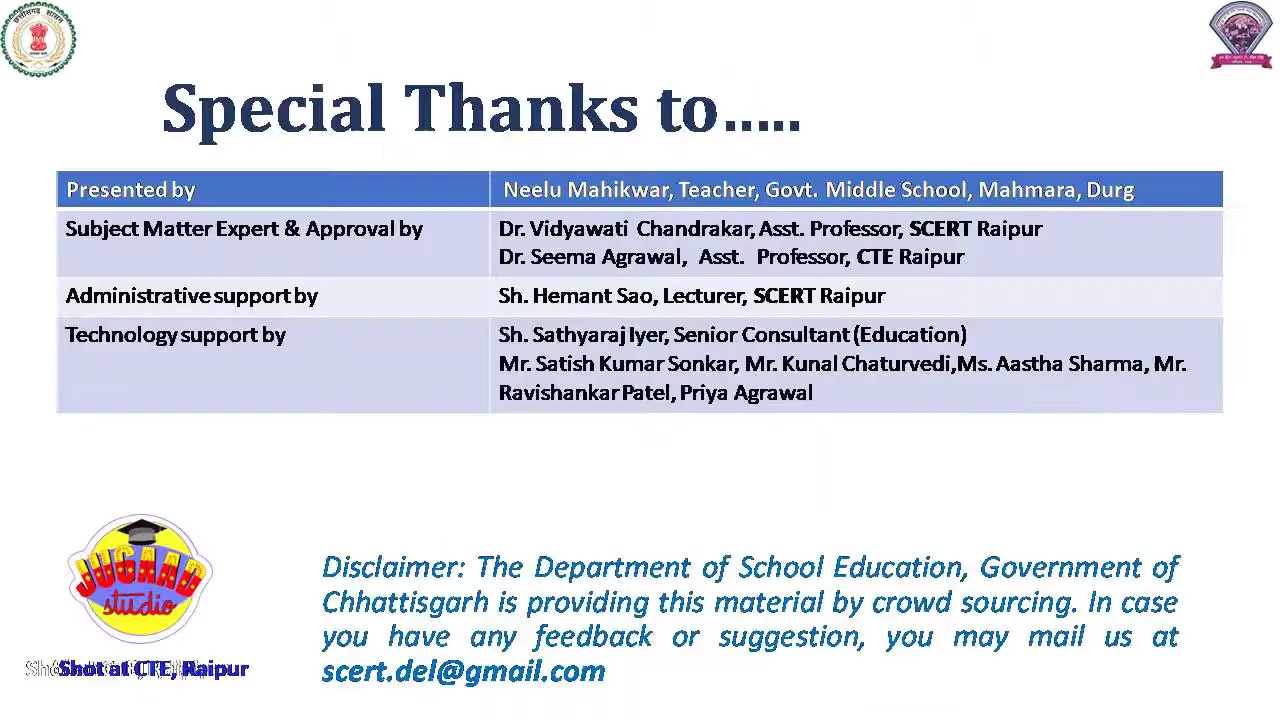 छत्तीसगढ़ शासन
Special Thanks to.....
Presented by
Neelu Mahikwar, Teacher, Govt. Middle School, Mahmara, Durg
Subject Matter Expert & Approval by
Dr. Vidyawati Chandrakar, Asst. Professor, SCERT Raipur
Dr. Seema Agrawal, Asst. Professor, CTE Raipur
Administrative support by
Sh. Hemant Sao, Lecturer, SCERT Raipur
Technology support by
Sh. Sathyaraj Iyer, Senior Consultant (Education)
Mr. Satish Kumar Sonkar, Mr. Kunal Chaturvedi,Ms. Aastha Sharma, Mr.
Ravishankar Patel, Priya Agrawal
JUGAAD
studio
Shot at CTE, Raipur
Disclaimer: The Department of School Education, Government of
Chhattisgarh is providing this material by crowd sourcing. In case
you have any feedback or suggestion, you may mail us at
scert.del@gmail.com